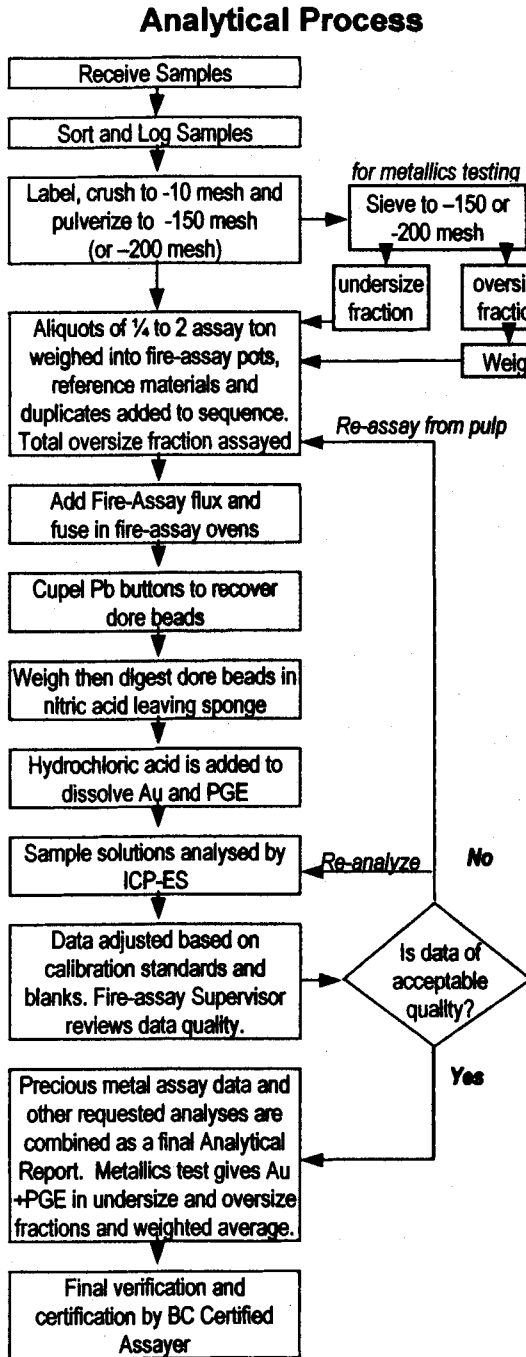 Analytical Process
Receive Samples
Sort and Log Samples
Label, crush to -10 mesh and
pulverize to -150 mesh
(or –200 mesh)
for metallics testing
Sieve to –150 or
-200 mesh
undersize
fraction
oversi
fractio
Weig
Aliquots of ¼ to 2 assay ton
weighed into fire-assay pots,
reference materials and
duplicates added to sequence.
Total oversize fraction assayed
Re-assay from pulp
Add Fire-Assay flux and
fuse in fire-assay ovens
Cupel Pb buttons to recover
dore beads
Weigh then digest dore beads in
nitric acid leaving sponge
Hydrochloric acid is added to
dissolve Au and PGE
Sample solutions analysed by
ICP-ES
Re-analyze
No
Data adjusted based on
calibration standards and
blanks. Fire-assay Supervisor
reviews data quality.
Is data of
acceptable
quality?
Yes
Precious metal assay data and
other requested analyses are
combined as a final Analytical
Report. Metallics test gives Au
+PGE in undersize and oversize
fractions and weighted average.
Final verification and
certification by BC Certified
Assayer